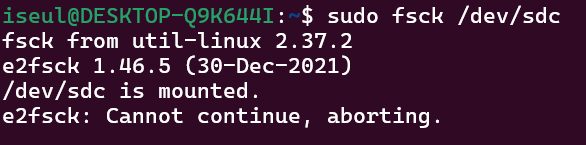 iseul@DESKTOP-Q9K644I:~$ sudo fsck /dev/sdc
fsck from util-linux 2.37.2
e2fsck 1.46.5 (30-Dec-2021)
/dev/sdc is mounted.
e2fsck: Cannot continue, aborting.